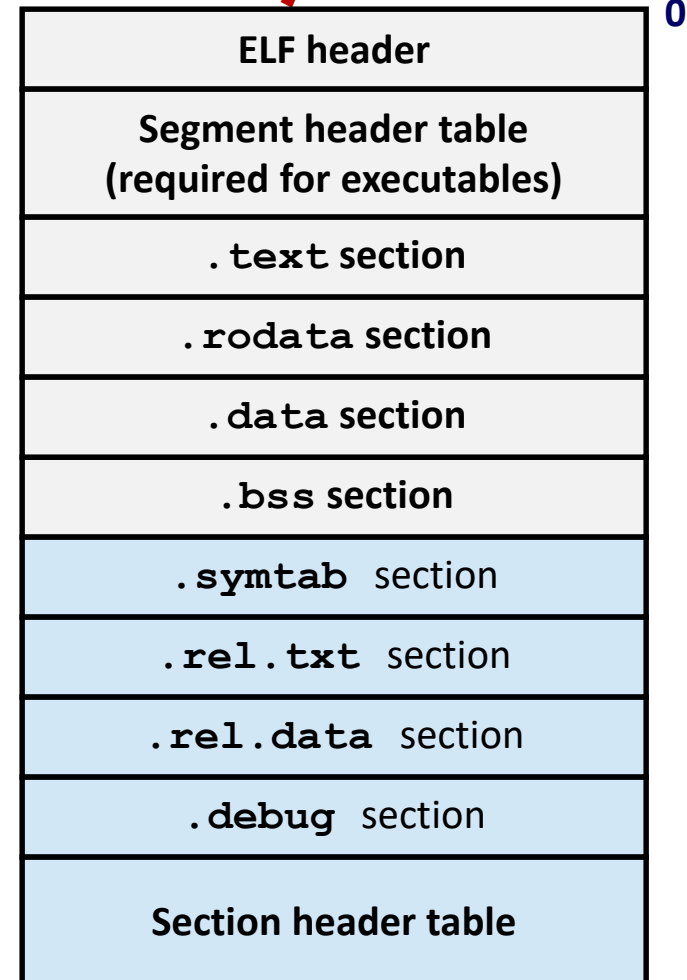 0
ELF header
Segment header table
(required for executables)
.text section
.rodata section
.data section
.bss section
.symtab section
.rel.txt section
.rel.data section
.debug section
Section header table